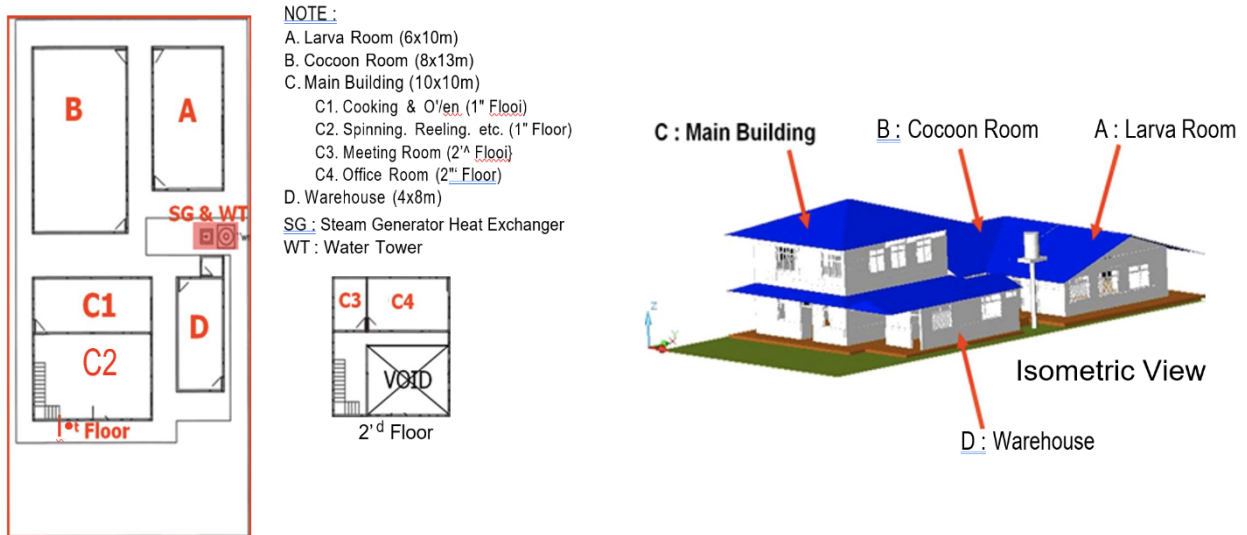 NOTE :
A. Larva Room (6x10m)
B. Cocoon Room (8x13m)
C. Main Building (10x10m)
C1. Cooking & O'/en (1" Flooi)
C2. Spinning. Reeling. etc. (1" Floor)
C3. Meeting Room (2'^ Flooi}
C4. Office Room (2"' Floor)
D. Warehouse (4x8m)
SG : Steam Generator Heat Exchanger
WT : Water Tower
B
A
SG & WT
C1
C2
D
Floor
C3
C4
VOID
2'd Floor
C : Main Building
B : Cocoon Room
A : Larva Room
Z
Isometric View
D : Warehouse